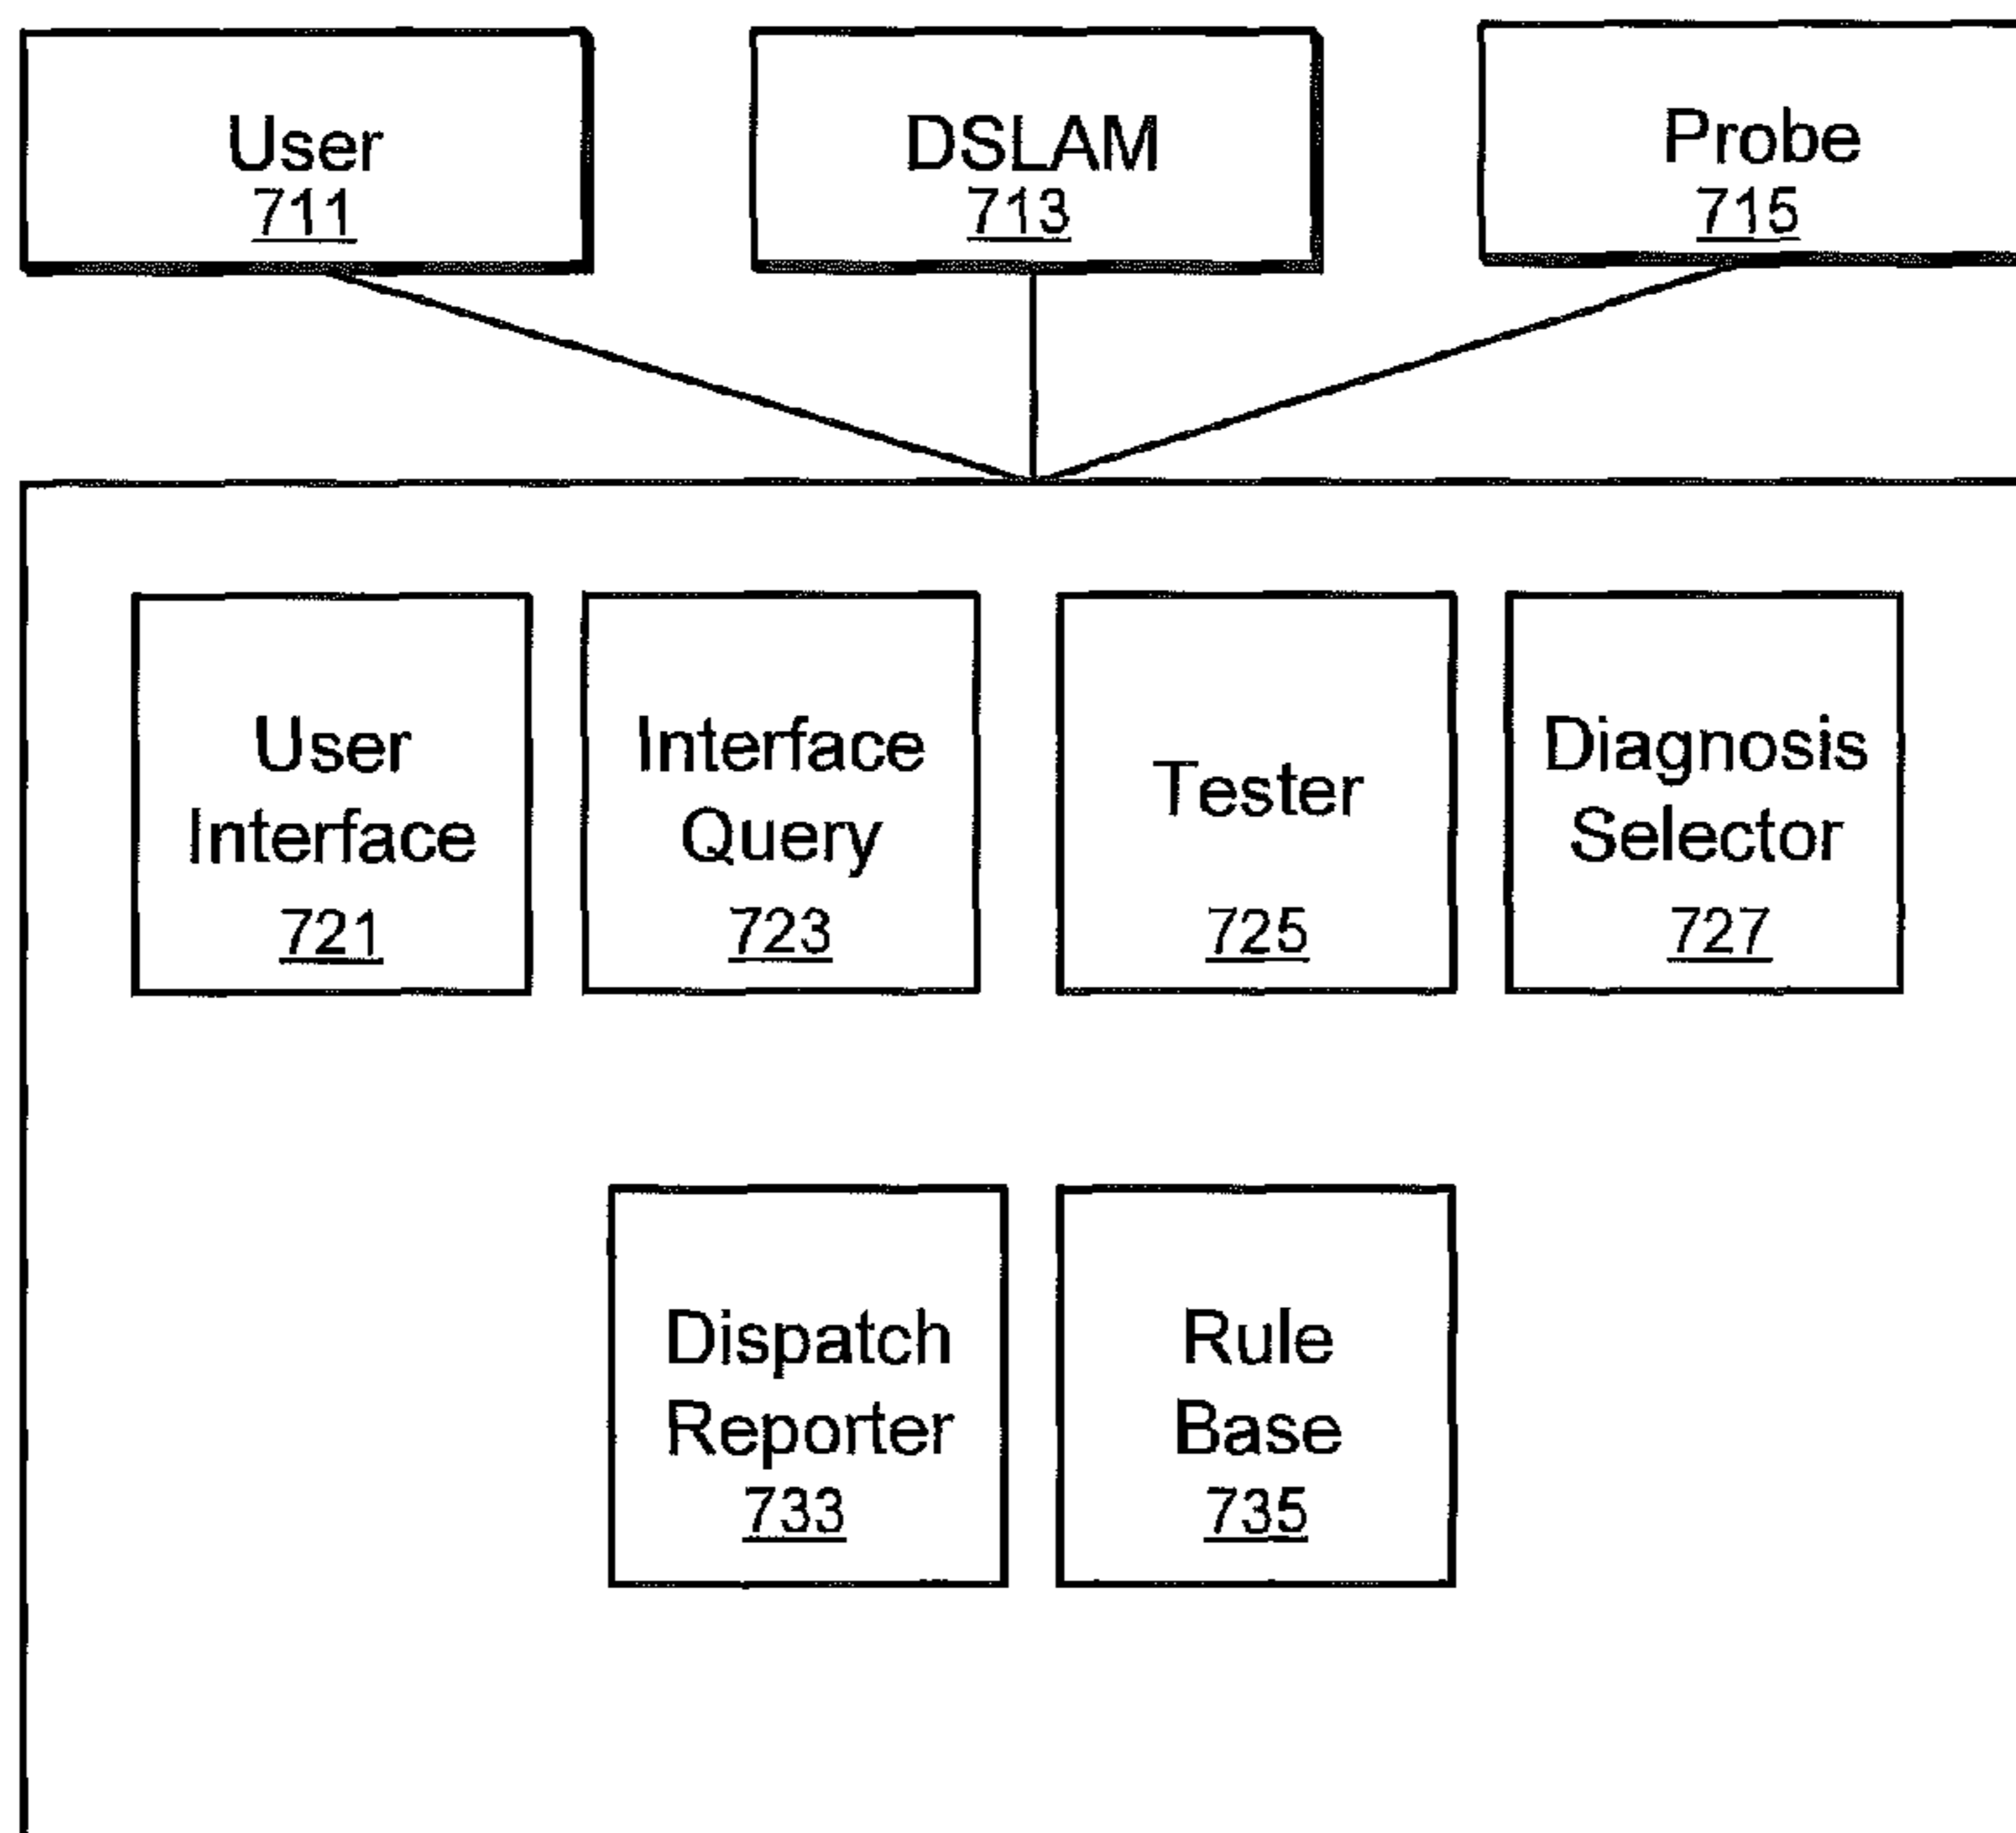 User
711
DSLAM
713
Probe
715
User
Interface
721
Interface
Query
723
Tester
725
Diagnosis
Selector
727
Dispatch
Reporter
733
Rule
Base
735